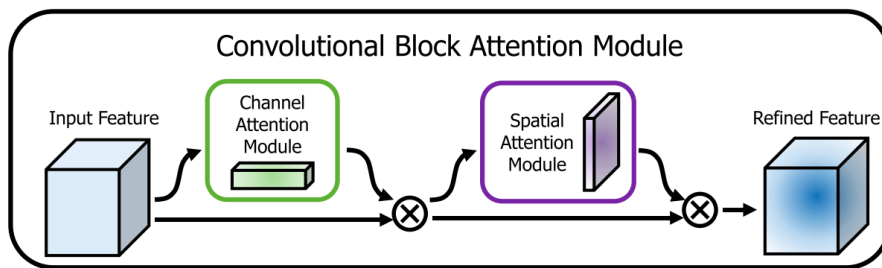 Convolutional Block Attention Module
Input Feature
Channel
Attention
Module
Spatial
Attention
Module
Refined Feature